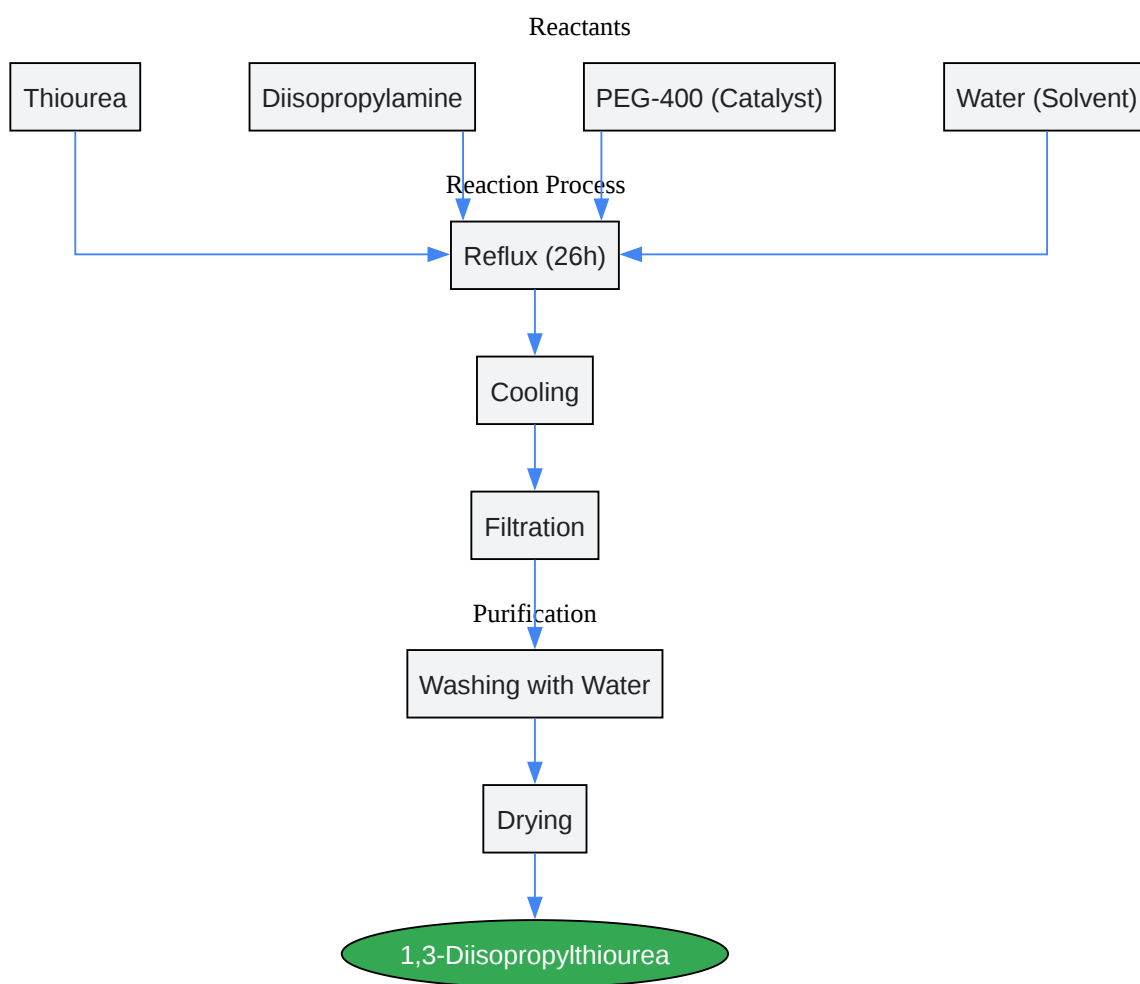 Reactants
Thiourea
Diisopropylamine
PEG-400 (Catalyst)
Water (Solvent)
Reaction Process
Reflux (26h)
Cooling
Filtration
Purification
Washing with Water
Drying
1,3-Diisopropylthiourea